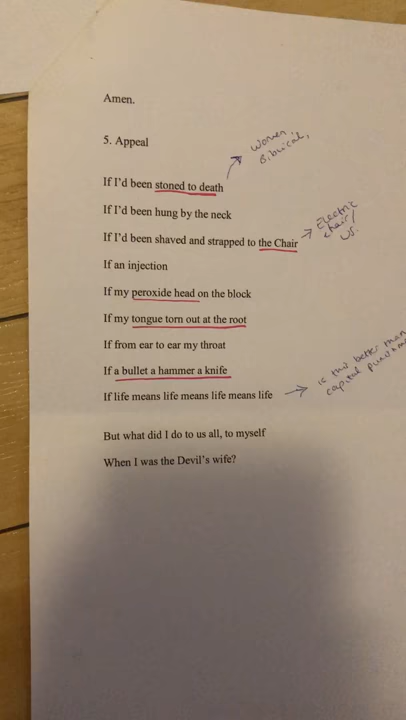 Amen.
5. Appeal
women,
Biblical,
If I'd been stoned to death
If I'd been hung by the neck
If I'd been shaved and strapped to the Chair
Electric
chair/
US.
If an injection
If my peroxide head on the block
If my tongue torn out at the root
If from ear to ear my throat
If a bullet a hammer a knife
If life means life means life means life
is this better than
capital
But what did I do to us all, to myself
When I was the Devil's wife?